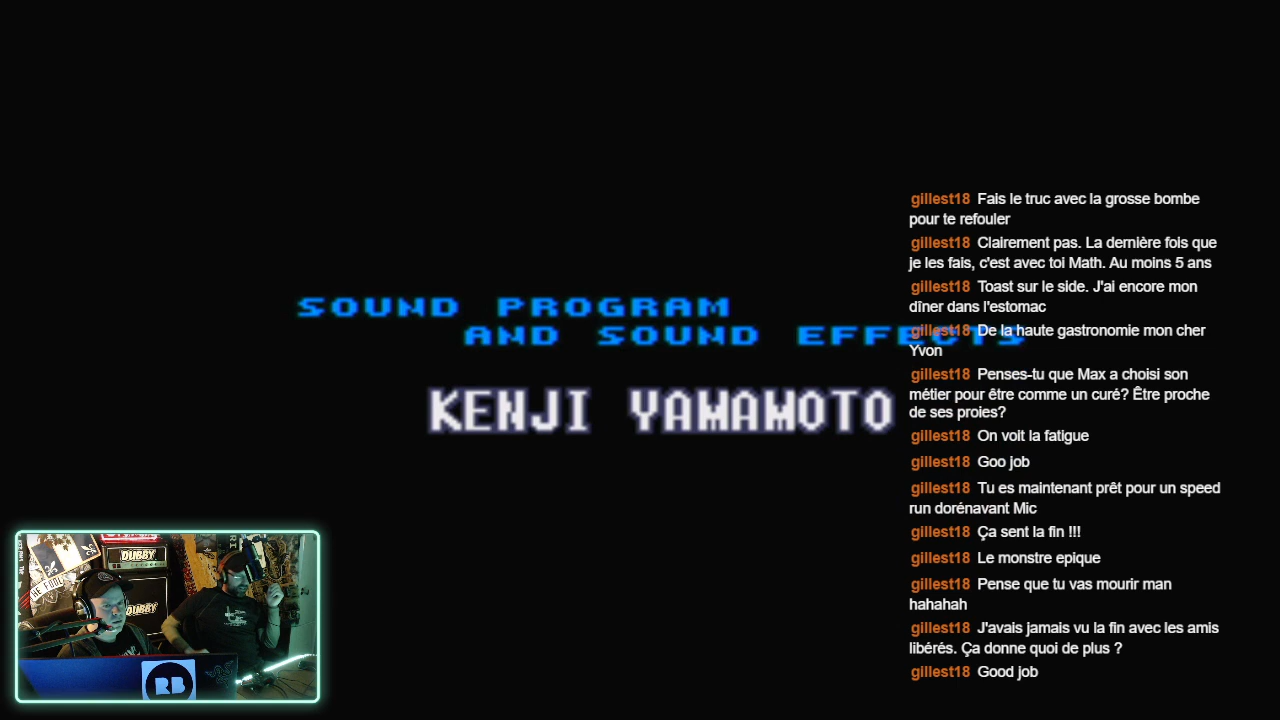 SOUND PROGRAM
AND SOUND EFFECTS
KENJI YAMAMOTO
gillest18 Fais le truc avec la grosse bombe
pour te refouler
gillest18 Clairement pas. La dernière fois que
je les fais, c'est avec toi Math. Au moins 5 ans
gillest18 Toast sur le side. J'ai encore mon
dîner dans l'estomac
gillest18 De la haute gastronomie mon cher
Yvon
gillest18 Penses-tu que Max a choisi son
métier pour être comme un curé? Être proche
de ses proies?
gillest18 On voit la fatigue
gillest18 Goo job
gillest18 Tu es maintenant prêt pour un speed
run dorénavant Mic
gillest18 Ça sent la fin !!!
gillest18 Le monstre epique
gillest18 Pense que tu vas mourir man
hahahah
gillest18 J'avais jamais vu la fin avec les amis
libérés. Ça donne quoi de plus ?
gillest18 Good job
DUBBY
DUBBY
RB